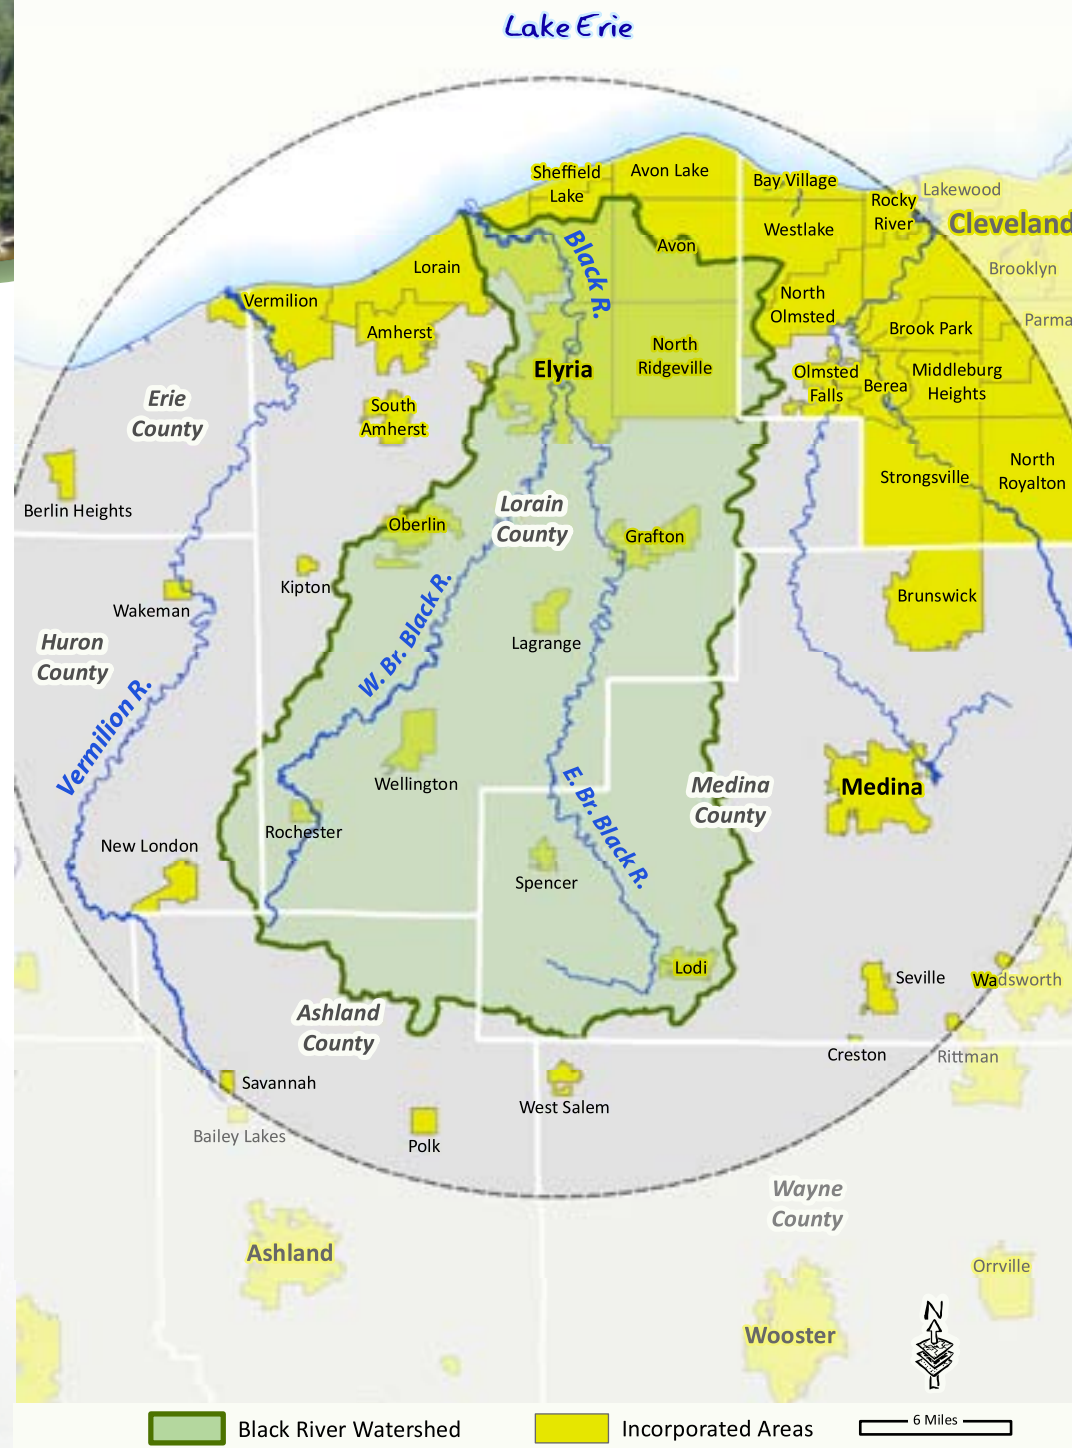 Lake Erie
Sheffield
Lake
Avon Lake
Bay Village
Lakewood
Rocky
River
Cleveland
Westlake
Avon
Black R.
Lorain
Brooklyn
Vermilion
North
Olmsted
Parma
Amherst
Brook Park
North
Ridgeville
Elyria
Olmsted
Falls
Berea
Middleburg
Heights
Erie
County
South
Amherst
North
Royalton
Strongsville
Berlin Heights
Lorain
County
Oberlin
Grafton
Kipton
Wakeman
Brunswick
W. Br. Black R.
Lagrange
Huron
County
Vermilion R.
Wellington
E. Br. Black R.
Medina
County
Medina
Rochester
New London
Spencer
Lodi
Seville
Wadsworth
Ashland
County
Creston
Rittman
Savannah
West Salem
Bailey Lakes
Polk
Wayne
County
Ashland
Orrville
N
Wooster
Black River Watershed
Incorporated Areas
6 Miles